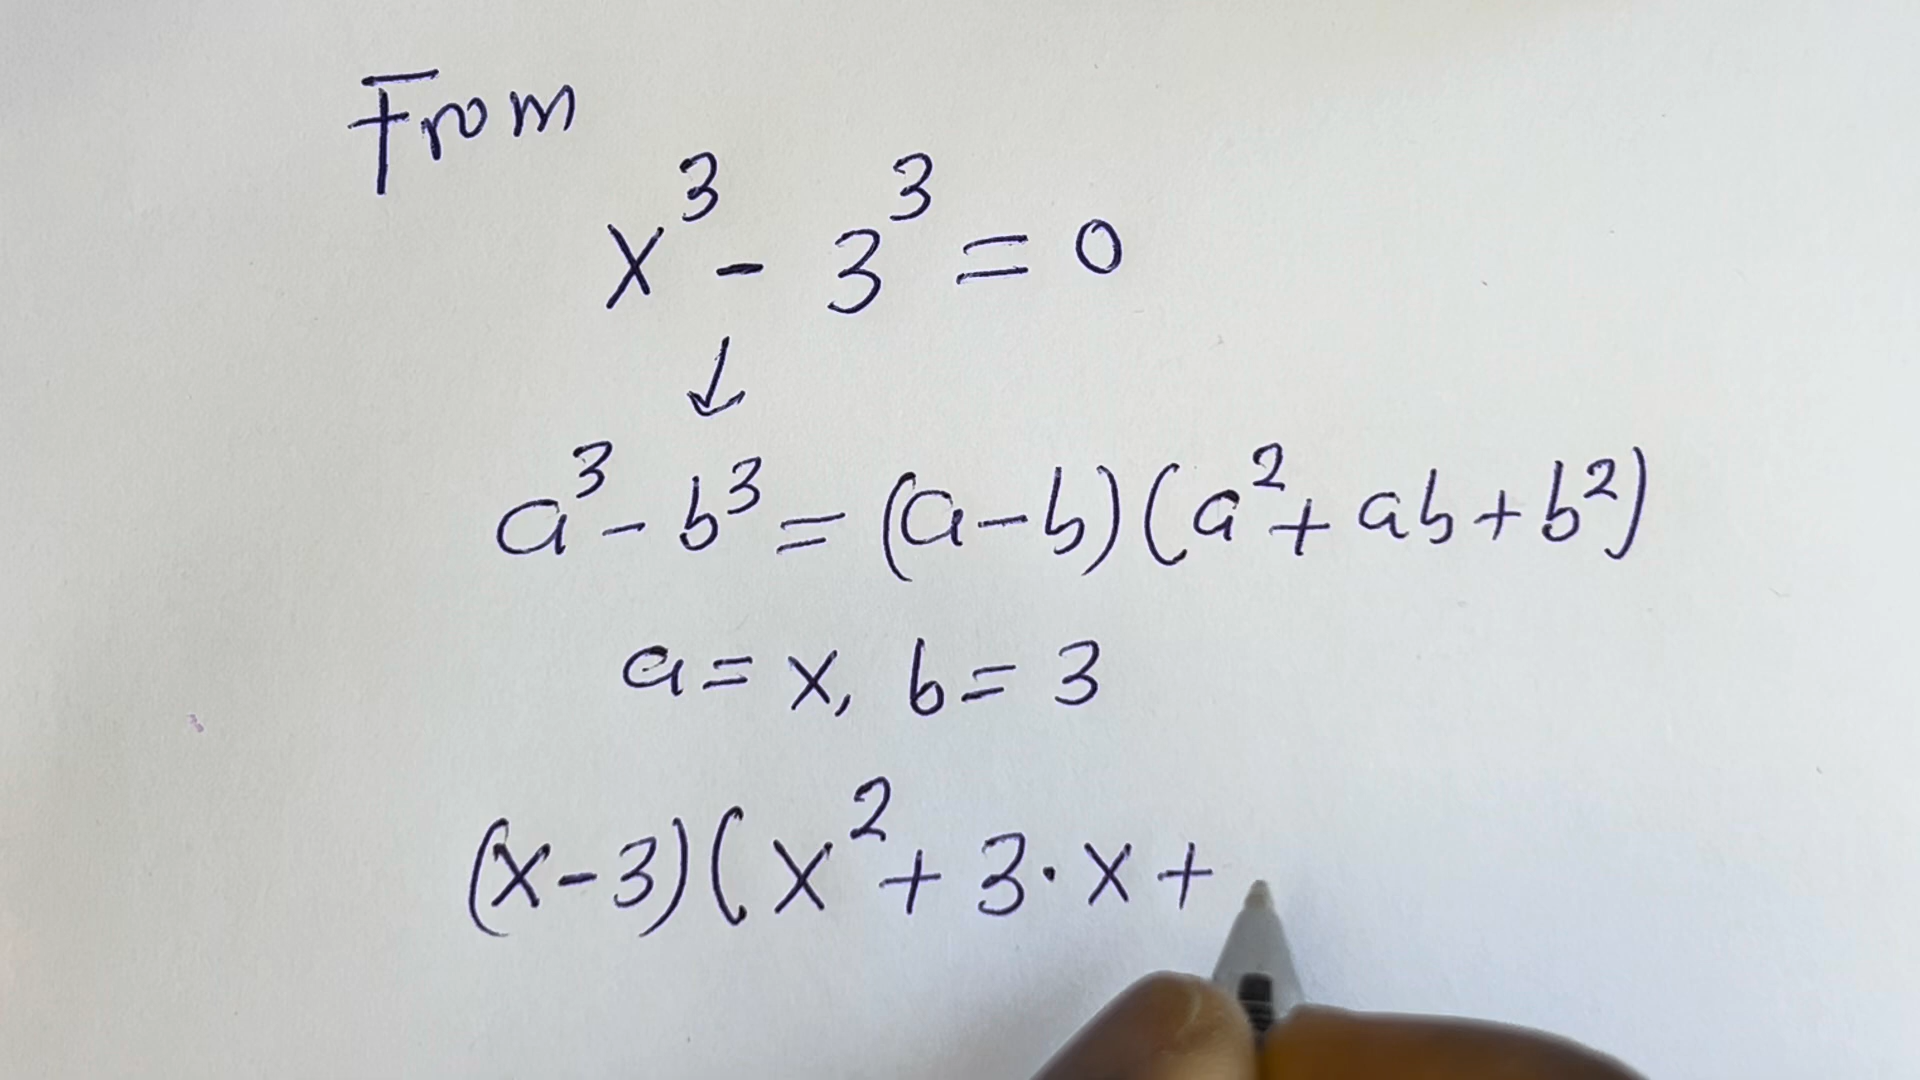 From
x³ - 3³ = 0
↓
a³ - b³ = (a - b)(a² + ab + b²)
a = x, b = 3
(x - 3)(x² + 3 · x +